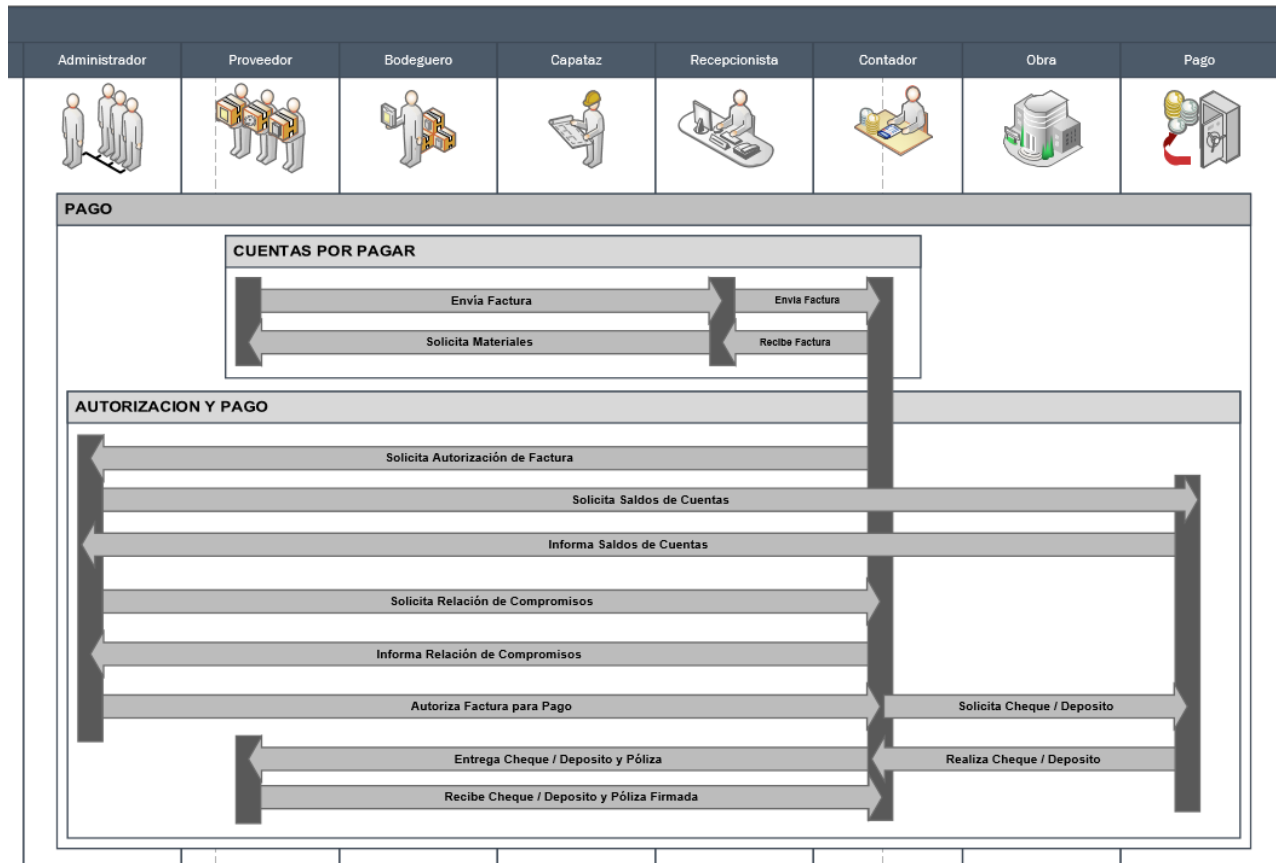 Administrador
Proveedor
Bodeguero
Capataz
Recepcionista
Contador
Obra
Pago
PAGO
CUENTAS POR PAGAR
Envía Factura
Envia Factura
Solicita Materiales
Recibe Factura
AUTORIZACION Y PAGO
Solicita Autorización de Factura
Solicita Saldos de Cuentas
Informa Saldos de Cuentas
Solicita Relación de Compromisos
Informa Relación de Compromisos
Autoriza Factura para Pago
Solicita Cheque / Deposito
Entrega Cheque / Deposito y Póliza
Realiza Cheque / Deposito
Recibe Cheque / Deposito y Póliza Firmada